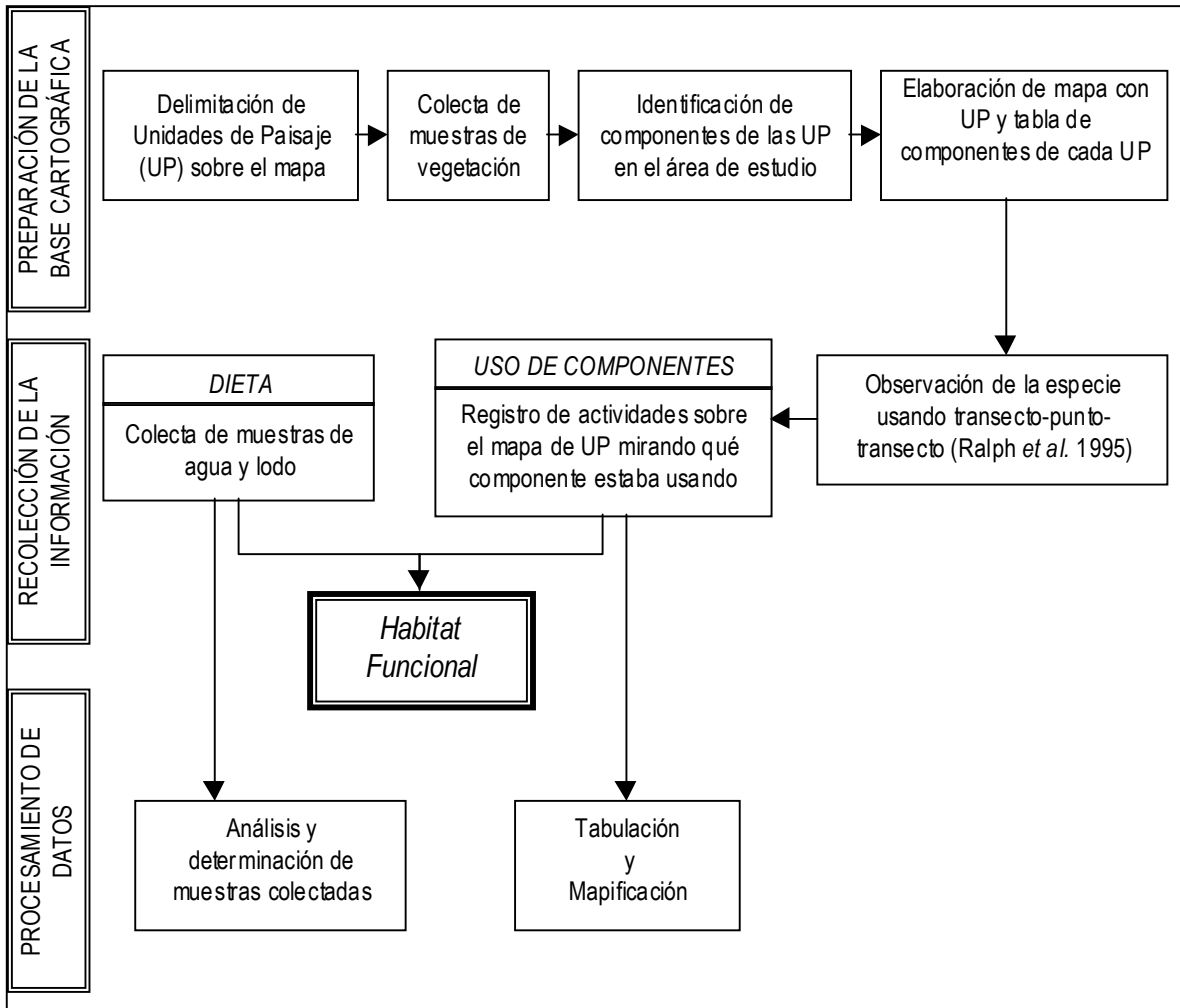 PREPARACIÓN DE LA
BASE CARTOGRÁFICA
Delimitación de
Unidades de Paisaje
(UP) sobre el mapa
Colecta de
muestras de
vegetación
Identificación de
componentes de las UP
en el área de estudio
Elaboración de mapa con
UP y tabla de
componentes de cada UP
RECOLECCIÓN DE LA
INFORMACIÓN
DIETA
Colecta de muestras de
agua y lodo
USO DE COMPONENTES
Registro de actividades sobre
el mapa de UP mirando qué
componente estaba usando
Observación de la especie
usando transecto-punto-
transecto (Ralph et al. 1995)
Habitat
Funcional
PROCESAMIENTO DE
DATOS
Análisis y
determinación de
muestras colectadas
Tabulación
y
Mapificación